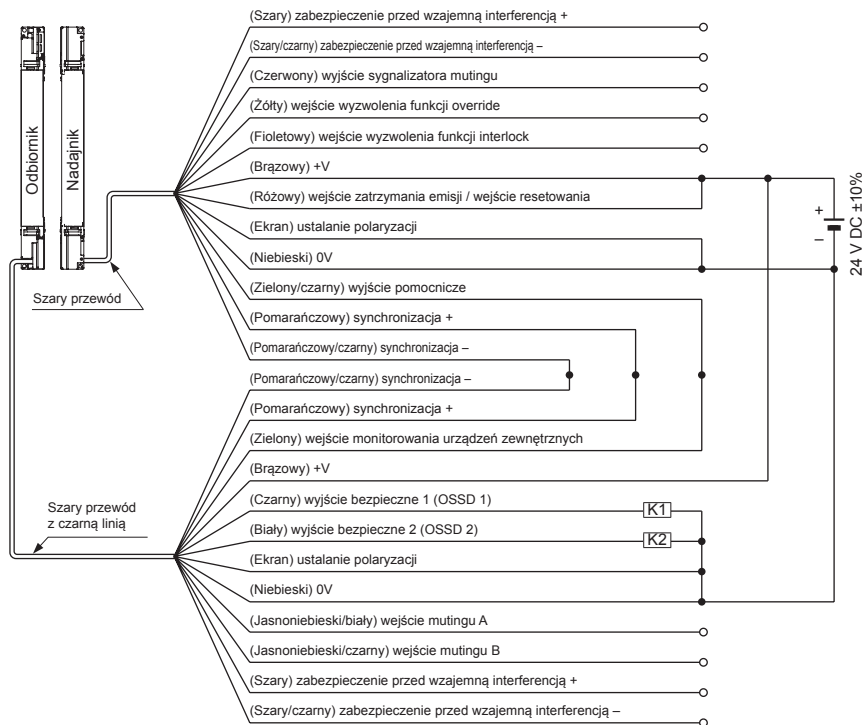 (Szary) zabezpieczenie przed wzajemną interferencją +
(Szary/czarny) zabezpieczenie przed wzajemną interferencją –
(Czerwony) wyjście sygnalizatora mutingu
(Żółty) wejście wyzwolenia funkcji override
(Fioletowy) wejście wyzwolenia funkcji interlock
(Brązowy) +V
(Różowy) wejście zatrzymania emisji / wejście resetowania
(Ekran) ustalanie polaryzacji
(Niebieski) 0V
(Zielony/czarny) wyjście pomocnicze
(Pomarańczowy) synchronizacja +
(Pomarańczowy/czarny) synchronizacja –
(Pomarańczowy/czarny) synchronizacja –
(Pomarańczowy) synchronizacja +
(Zielony) wejście monitorowania urządzeń zewnętrznych
(Brązowy) +V
(Czarny) wyjście bezpieczne 1 (OSSD 1)
K1
(Biały) wyjście bezpieczne 2 (OSSD 2)
K2
(Ekran) ustalanie polaryzacji
(Niebieski) 0V
(Jasnoniebieski/biały) wejście mutingu A
(Jasnoniebieski/czarny) wejście mutingu B
(Szary) zabezpieczenie przed wzajemną interferencją +
(Szary/czarny) zabezpieczenie przed wzajemną interferencją –
Odbiornik
Nadajnik
Szary przewód
Szary przewód
z czarną linią
+
–
24 V DC ±10%